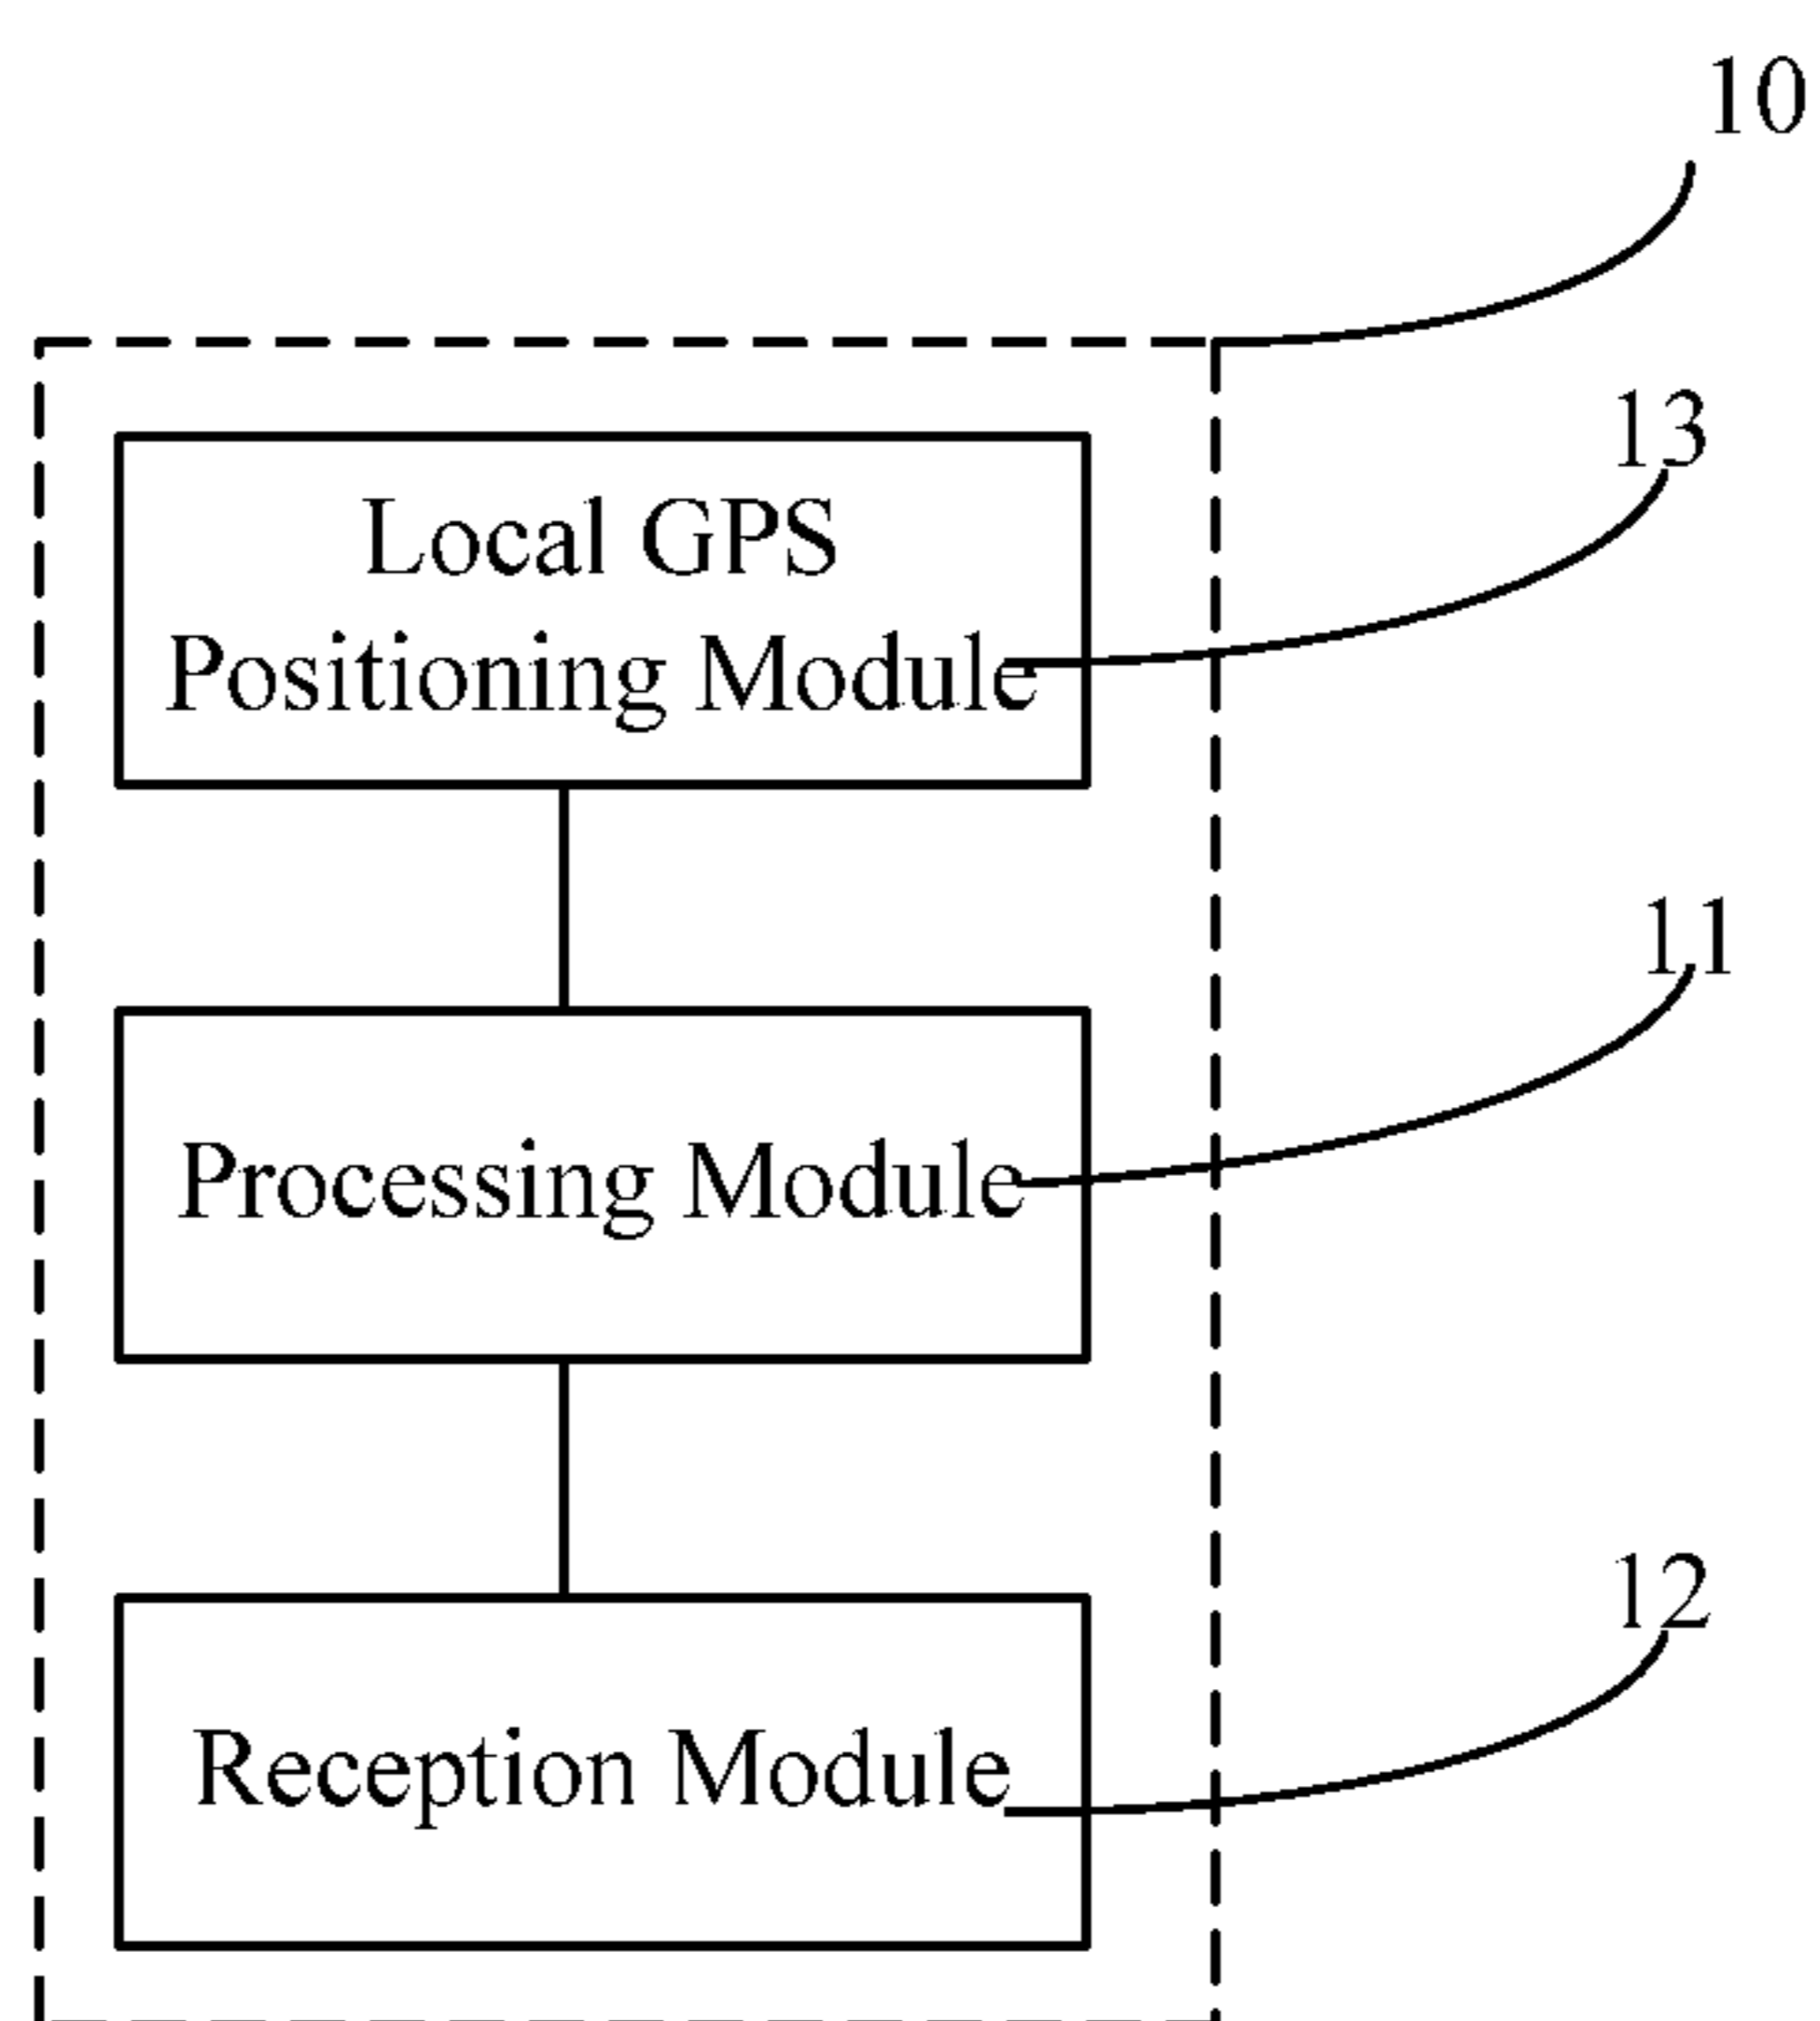 10
13
Local GPS
Positioning Module
11
Processing Module
12
Reception Module